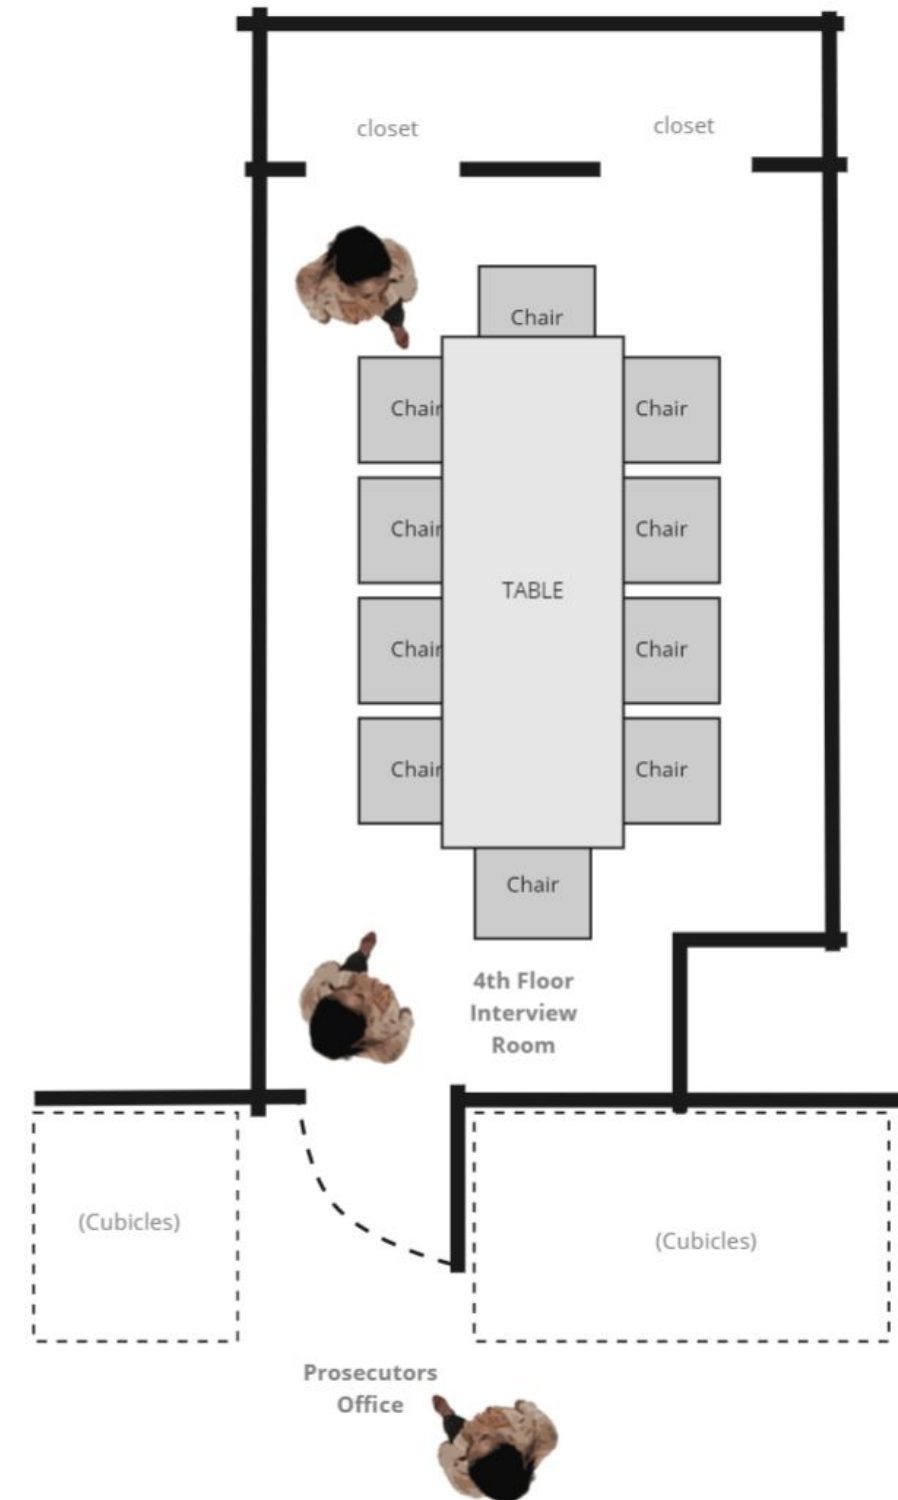 closet
closet
Chair
Chair
Chair
Chair
Chair
TABLE
Chair
Chair
Chair
Chair
Chair
4th Floor
Interview
Room
(Cubicles)
(Cubicles)
Prosecutors
Office